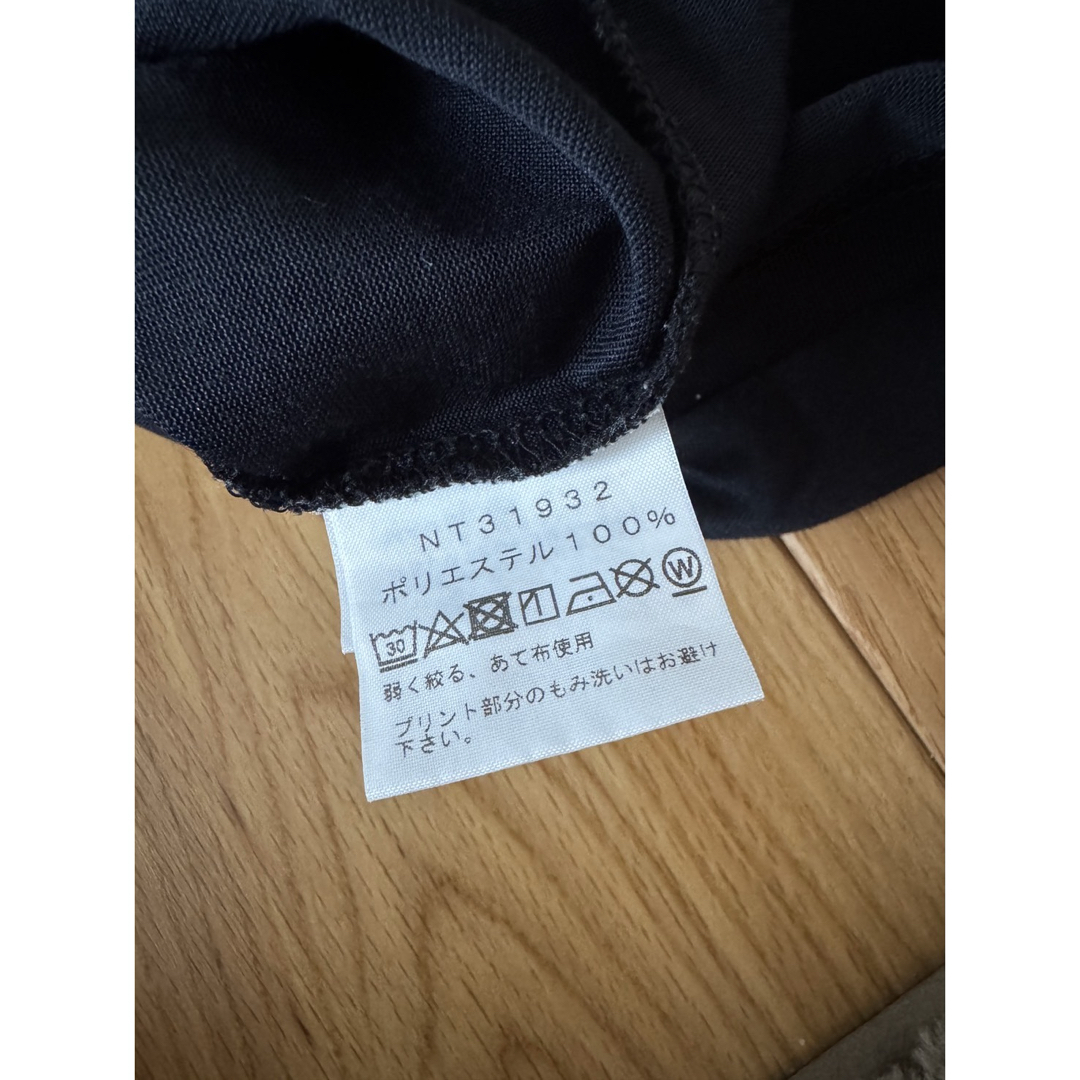 NT31932
ポリエステル100%
30 W
弱く絞る、あて布使用
プリント部分のもみ洗いはお避け
下さい。